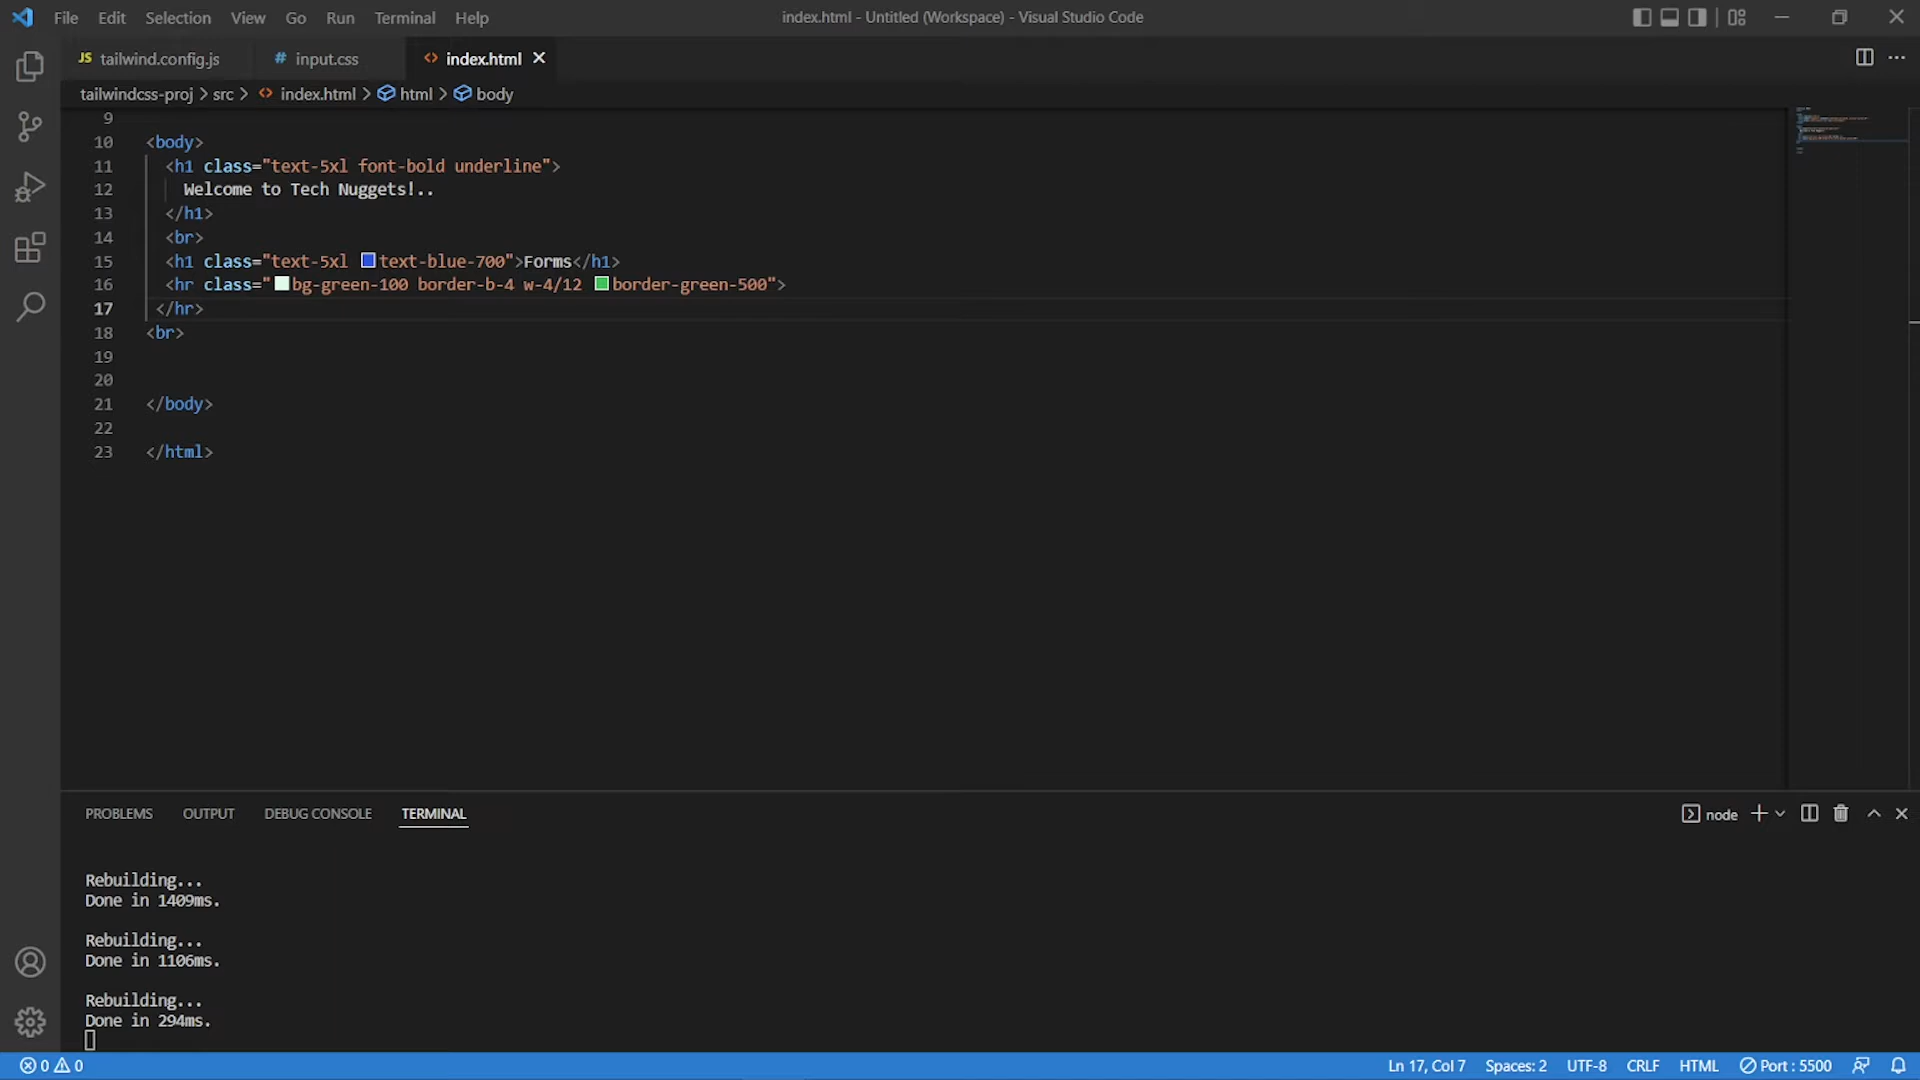 File Edit Selection View Go Run Terminal Help
index.html - Untitled (Workspace) - Visual Studio Code
JS tailwind.config.js # input.css <> index.html
tailwindcss-proj > src > <> index.html > html > body
9
10 <body>
11 <h1 class="text-5xl font-bold underline">
12 Welcome to Tech Nuggets!..
13 </h1>
14 <br>
15 <h1 class="text-5xl text-blue-700">Forms</h1>
16 <hr class="bg-green-100 border-b-4 w-4/12 border-green-500">
17 </hr>
18 <br>
19
20
21 </body>
22
23 </html>
PROBLEMS OUTPUT DEBUG CONSOLE TERMINAL
node
Rebuilding...
Done in 1409ms.
Rebuilding...
Done in 1106ms.
Rebuilding...
Done in 294ms.
0 0 Ln 17, Col 7 Spaces: 2 UTF-8 CRLF HTML Port : 5500